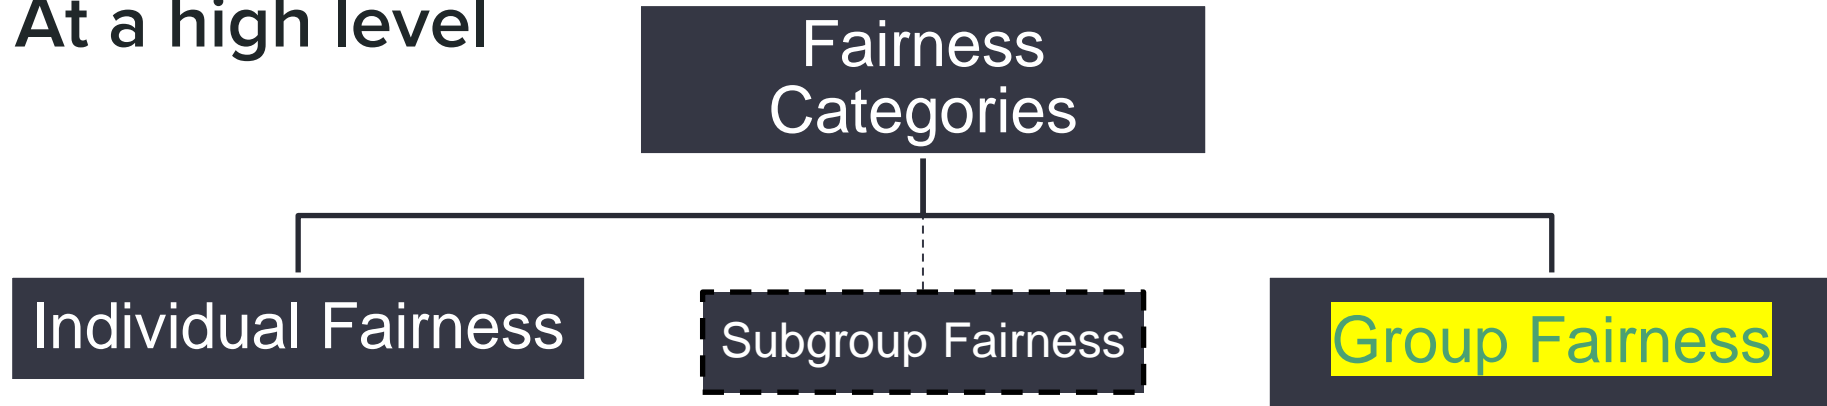 At a high level
Fairness
Categories
Individual Fairness
Subgroup Fairness
Group Fairness